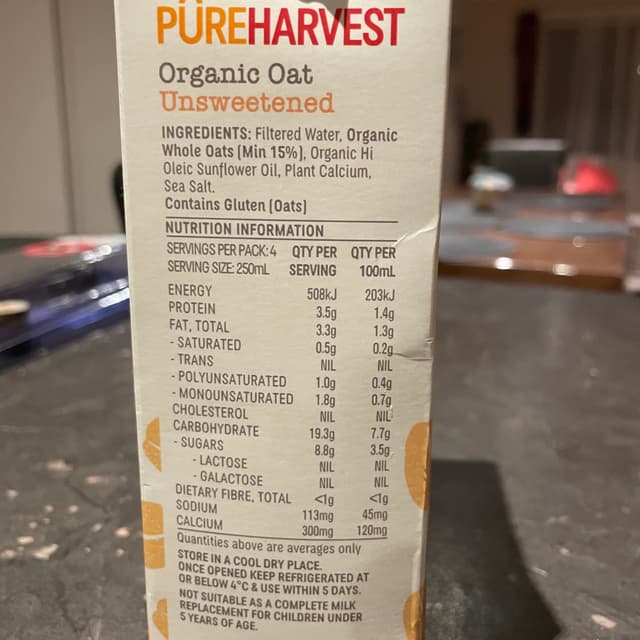 PŪREHARVEST
Organic Oat
Unsweetened
INGREDIENTS: Filtered Water, Organic
Whole Oats (Min 15%), Organic Hi
Oleic Sunflower Oil, Plant Calcium,
Sea Salt.
Contains Gluten (Oats)
NUTRITION INFORMATION
SERVINGS PER PACK: 4 QTY PER QTY PER
SERVING SIZE: 250mL SERVING 100mL
ENERGY 508kJ 203kJ
PROTEIN 3.5g 1.4g
FAT, TOTAL 3.3g 1.3g
- SATURATED 0.5g 0.2g
- TRANS NIL NIL
- POLYUNSATURATED 1.0g 0.4g
- MONOUNSATURATED 1.8g 0.7g
CHOLESTEROL NIL NIL
CARBOHYDRATE 19.3g 7.7g
- SUGARS 8.8g 3.5g
- LACTOSE NIL NIL
- GALACTOSE NIL NIL
DIETARY FIBRE, TOTAL <1g <1g
SODIUM 113mg 45mg
CALCIUM 300mg 120mg
Quantities above are averages only
STORE IN A COOL DRY PLACE.
ONCE OPENED KEEP REFRIGERATED AT
OR BELOW 4°C & USE WITHIN 5 DAYS.
NOT SUITABLE AS A COMPLETE MILK
REPLACEMENT FOR CHILDREN UNDER
5 YEARS OF AGE.